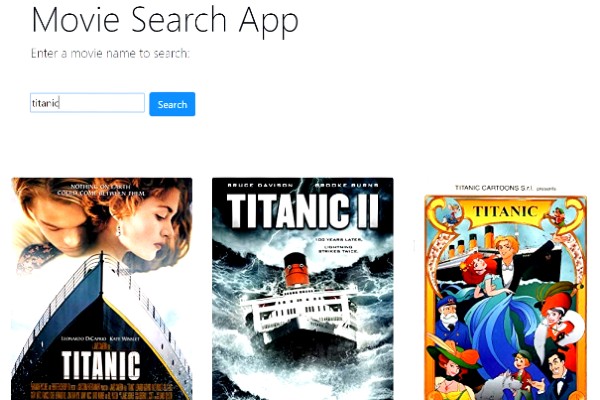 Movie Search App
Enter a movie name to search:
titanic
Search
NOTHING ON EARTH
COULD COME BETWEEN THEM.
LEONARDO DICAPRIO KATE WINSLET
TITANIC
BRUCE DAVISON BROOKE BURNS
TITANIC II
100 YEARS LATER,
LIGHTNING
STRIKES TWICE.
TITANIC CARTOONS S.r.l. presents
TITANIC